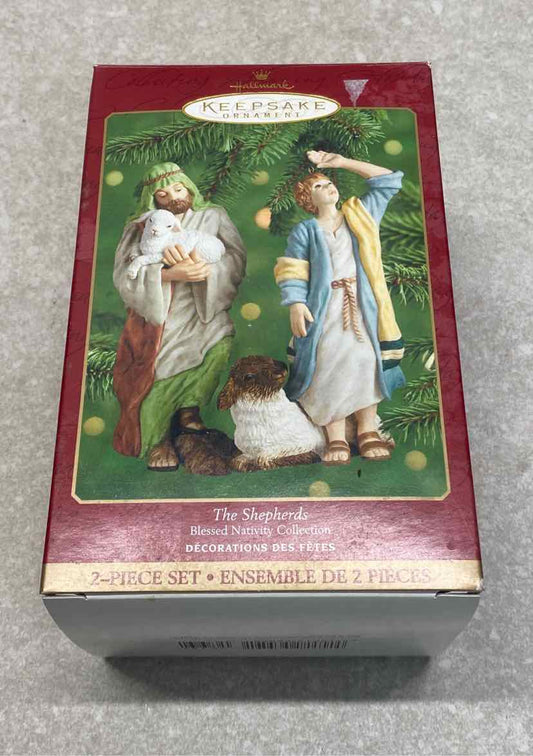 Hallmark
KEEPSAKE
ORNAMENT
The Shepherds
Blessed Nativity Collection
DÉCORATIONS DES FÊTES
2-PIECE SET • ENSEMBLE DE 2 PIÈCES